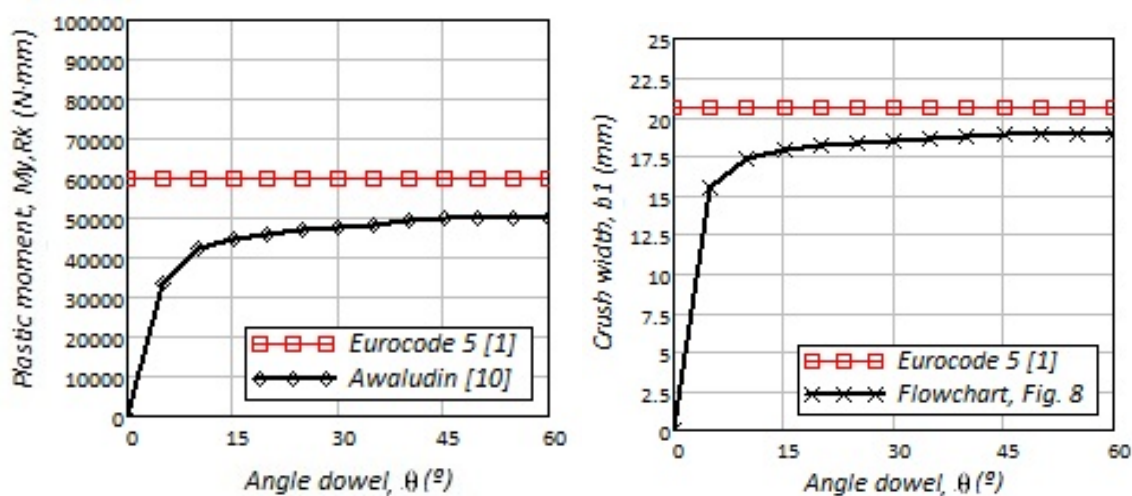 Plastic moment, My,Rk (N·mm)
100000
90000
80000
70000
60000
50000
40000
30000
20000
10000
0
0 15 30 45 60
Angle dowel, .θ (º)
Eurocode 5 [1]
Awaludin [10]
Crush width, b1 (mm)
25
22.5
20
17.5
15
12.5
10
7.5
5
2.5
0
0 15 30 45 60
Angle dowel, .θ (º)
Eurocode 5 [1]
Flowchart, Fig. 8